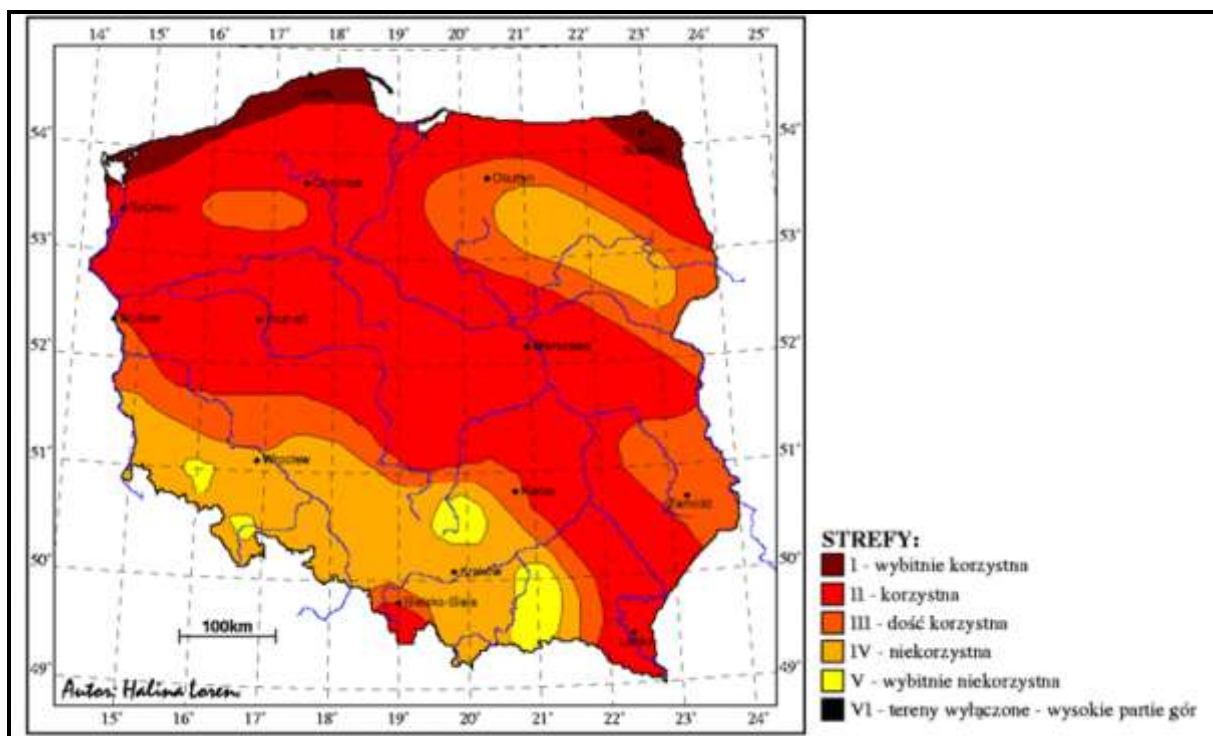 14° 15° 16° 17° 18° 19° 20° 21° 22° 23° 24° 25°
54° 54°
53° 53°
Olsztyn
52° 52°
Warszawa
51° 51°
Wrocław
Kielce
Zamość
50° 50°
Kraków
Bielsko-Biała
100km
49° 49°
Autor: Halina Loren.
15° 16° 17° 18° 19° 20° 21° 22° 23° 24°
STREFY:
I - wybitnie korzystna
II - korzystna
III - dość korzystna
IV - niekorzystna
V - wybitnie niekorzystna
VI - tereny wyłączone - wysokie partie gór